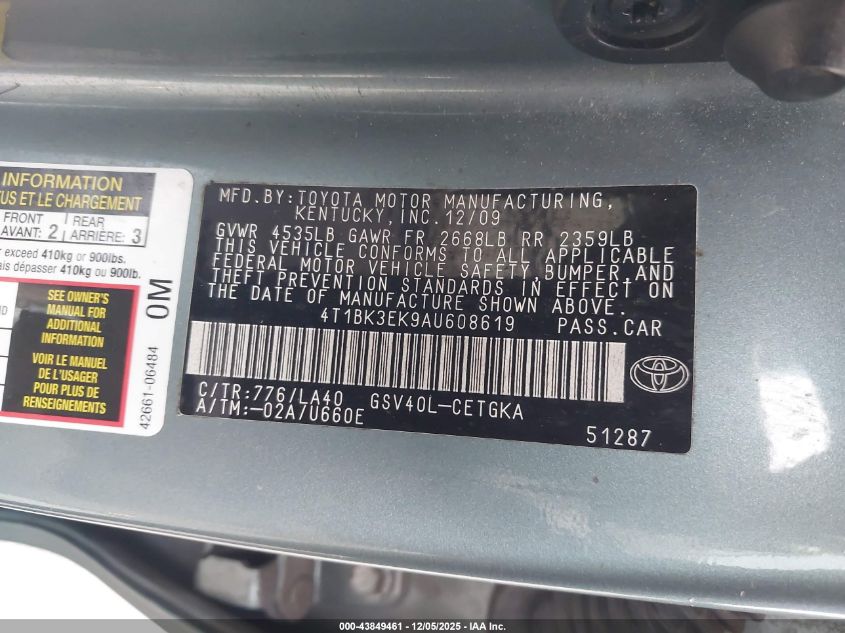 INFORMATION
US ET LE CHARGEMENT
FRONT
AVANT: 2
REAR
ARRIÈRE: 3
r exceed 410kg or 900lbs.
is dépasser 410kg ou 900lb.
SEE OWNER'S
MANUAL FOR
ADDITIONAL
INFORMATION
VOIR LE MANUEL
DE L'USAGER
POUR PLUS DE
RENSEIGNEMENTS
42661-06484
0M
MFD.BY:TOYOTA MOTOR MANUFACTURING,
KENTUCKY,INC.12/09
GVWR 4535LB GAWR FR 2668LB RR 2359LB
THIS VEHICLE CONFORMS TO ALL APPLICABLE
FEDERAL MOTOR VEHICLE SAFETY,BUMPER,AND
THEFT PREVENTION STANDARDS IN EFFECT ON
THE DATE OF MANUFACTURE SHOWN ABOVE.
4T1BK3EK9AU608619 PASS.CAR
C/TR:776/LA40 GSV40L-CETGKA
A/TM:-02A/U660E
51287
000-43849461 - 12/05/2025 - IAAI, Inc.